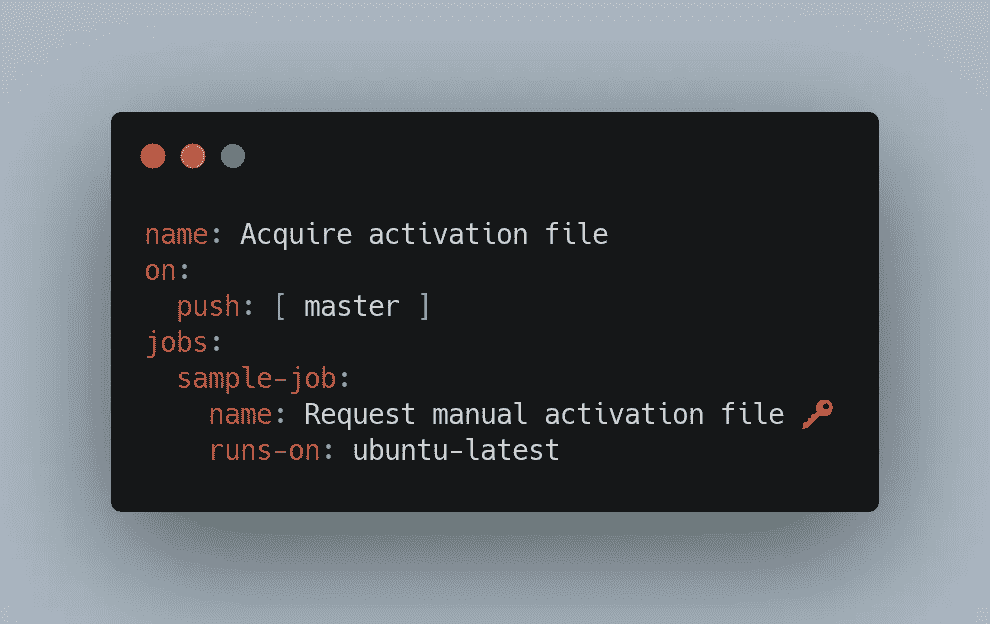 name: Acquire activation file
on:
  push: [ master ]
jobs:
  sample-job:
    name: Request manual activation file 🔑
    runs-on: ubuntu-latest